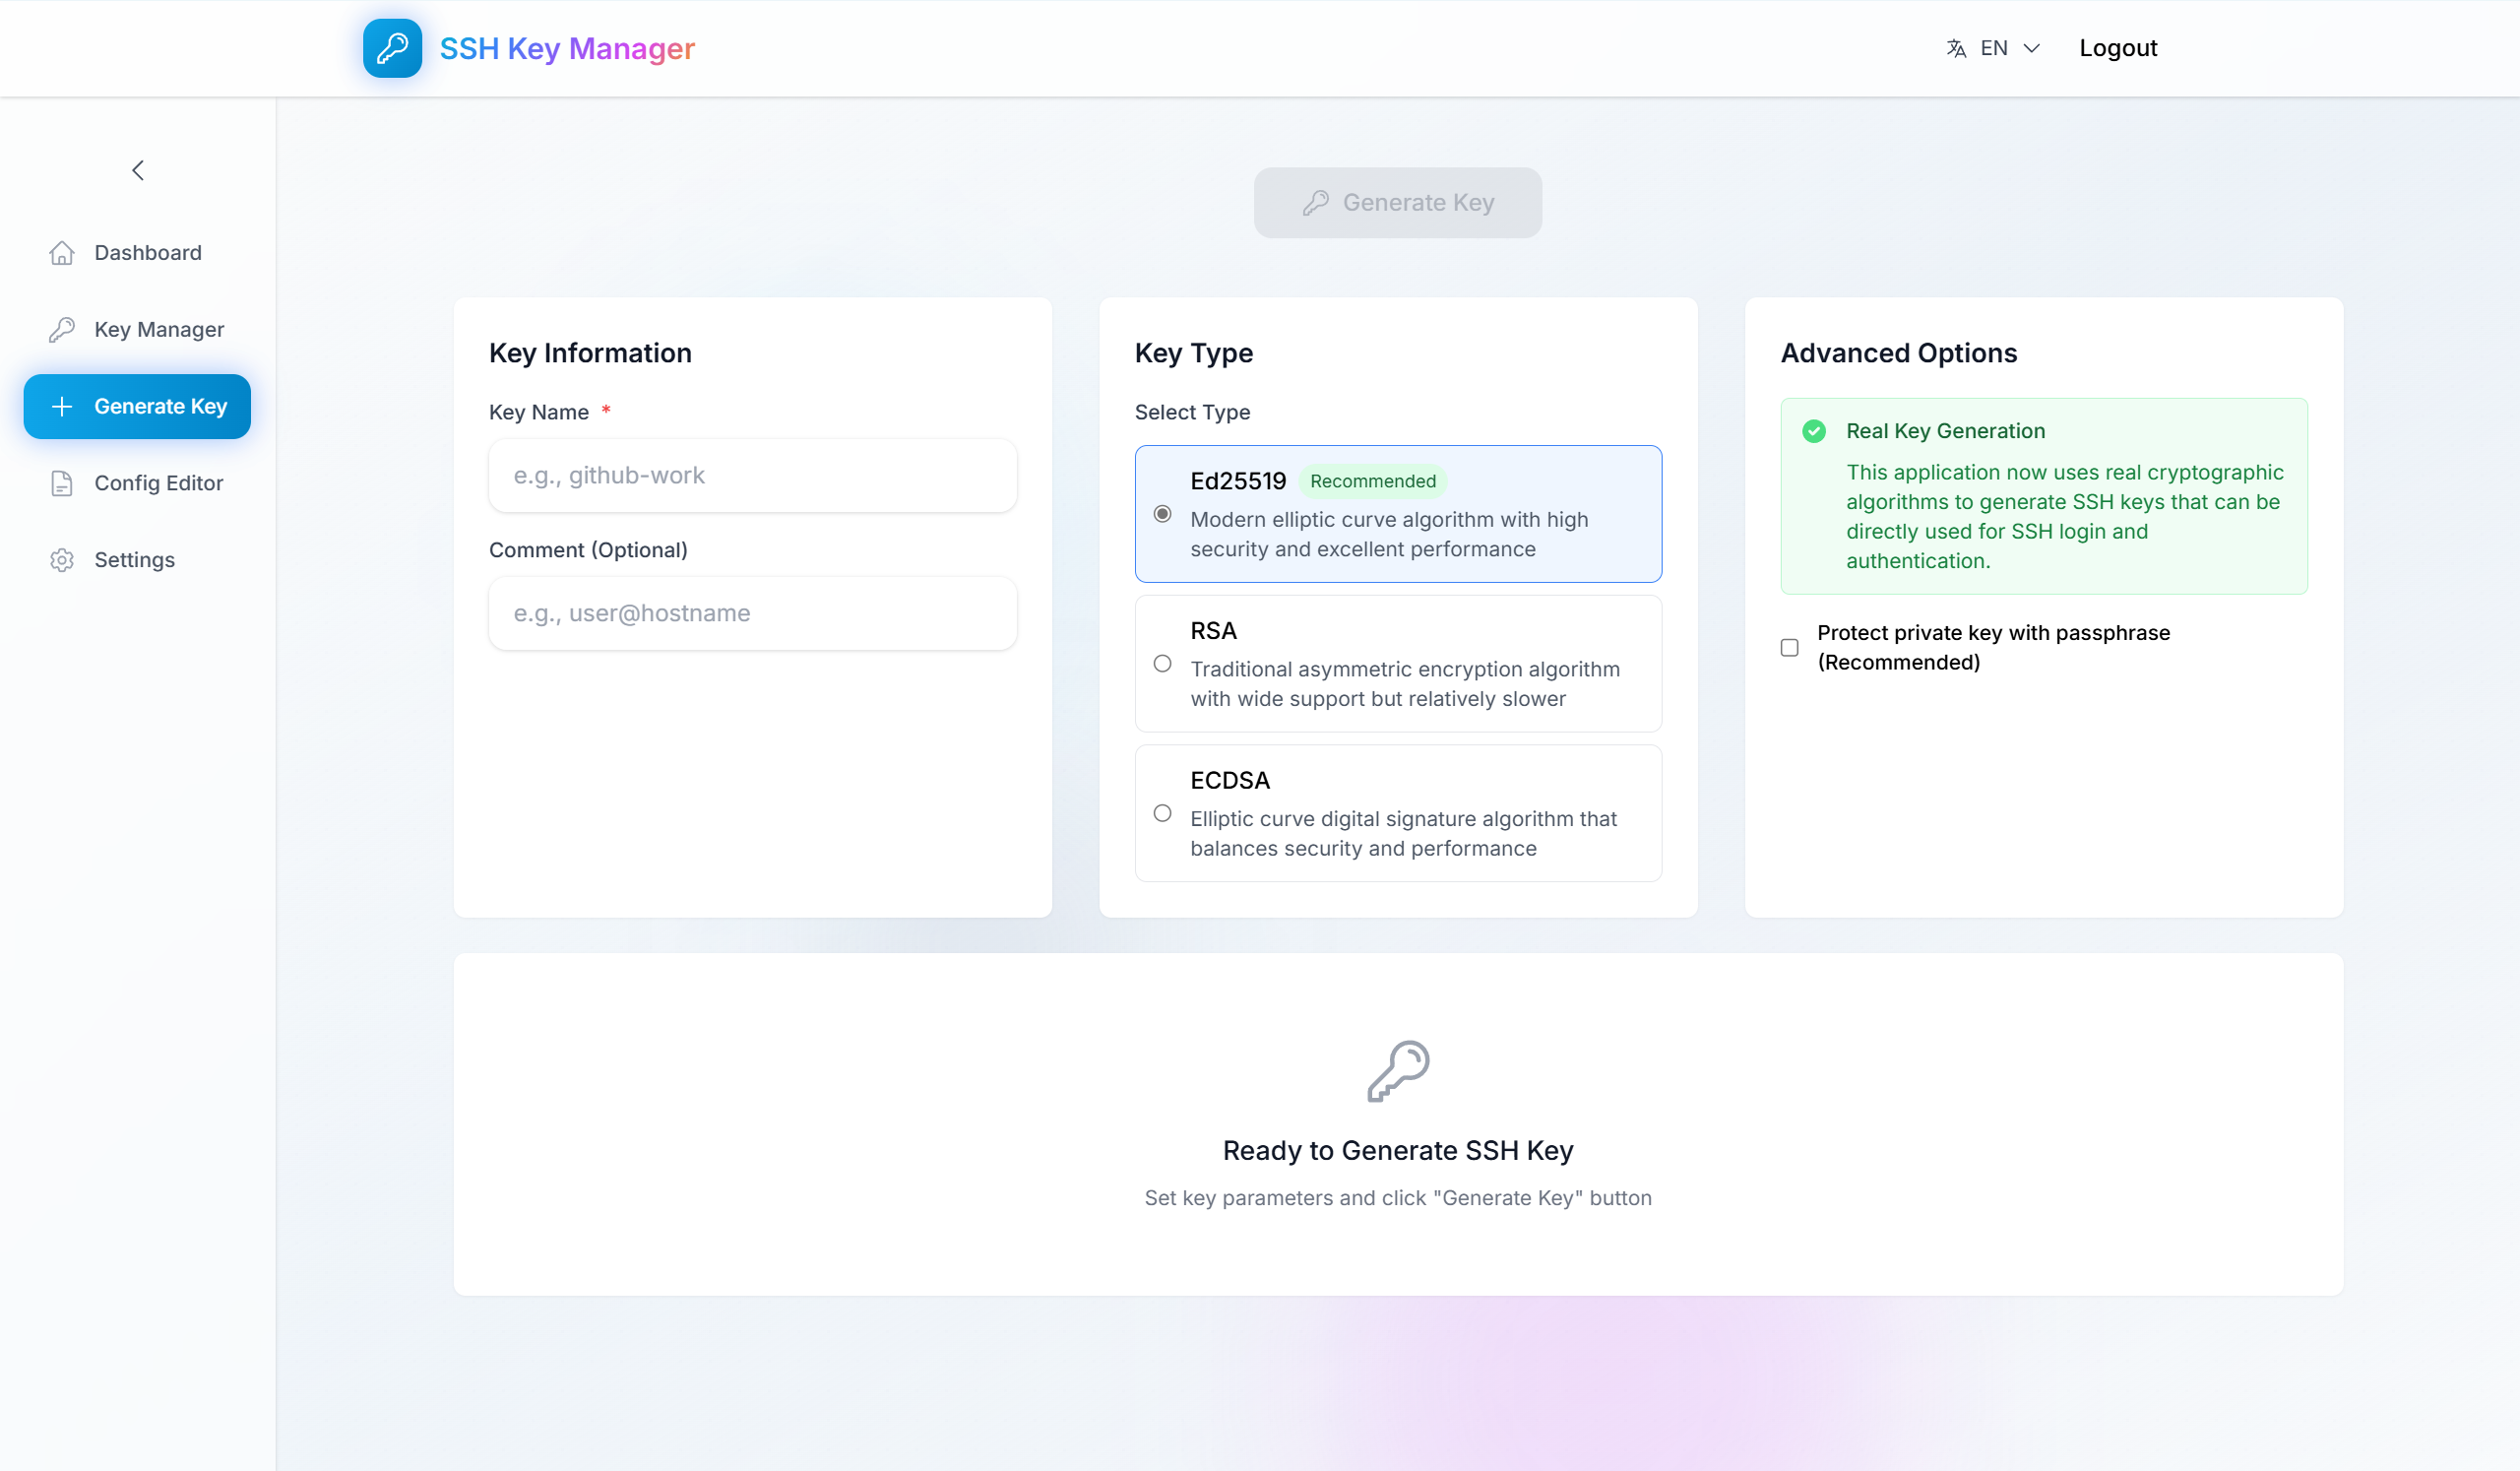 SSH Key Manager
EN
Logout
Dashboard
Key Manager
Generate Key
Config Editor
Settings
Generate Key
Key Information
Key Name *
e.g., github-work
Comment (Optional)
e.g., user@hostname
Key Type
Select Type
Ed25519 Recommended
Modern elliptic curve algorithm with high
security and excellent performance
RSA
Traditional asymmetric encryption algorithm
with wide support but relatively slower
ECDSA
Elliptic curve digital signature algorithm that
balances security and performance
Advanced Options
Real Key Generation
This application now uses real cryptographic
algorithms to generate SSH keys that can be
directly used for SSH login and
authentication.
Protect private key with passphrase
(Recommended)
Ready to Generate SSH Key
Set key parameters and click "Generate Key" button